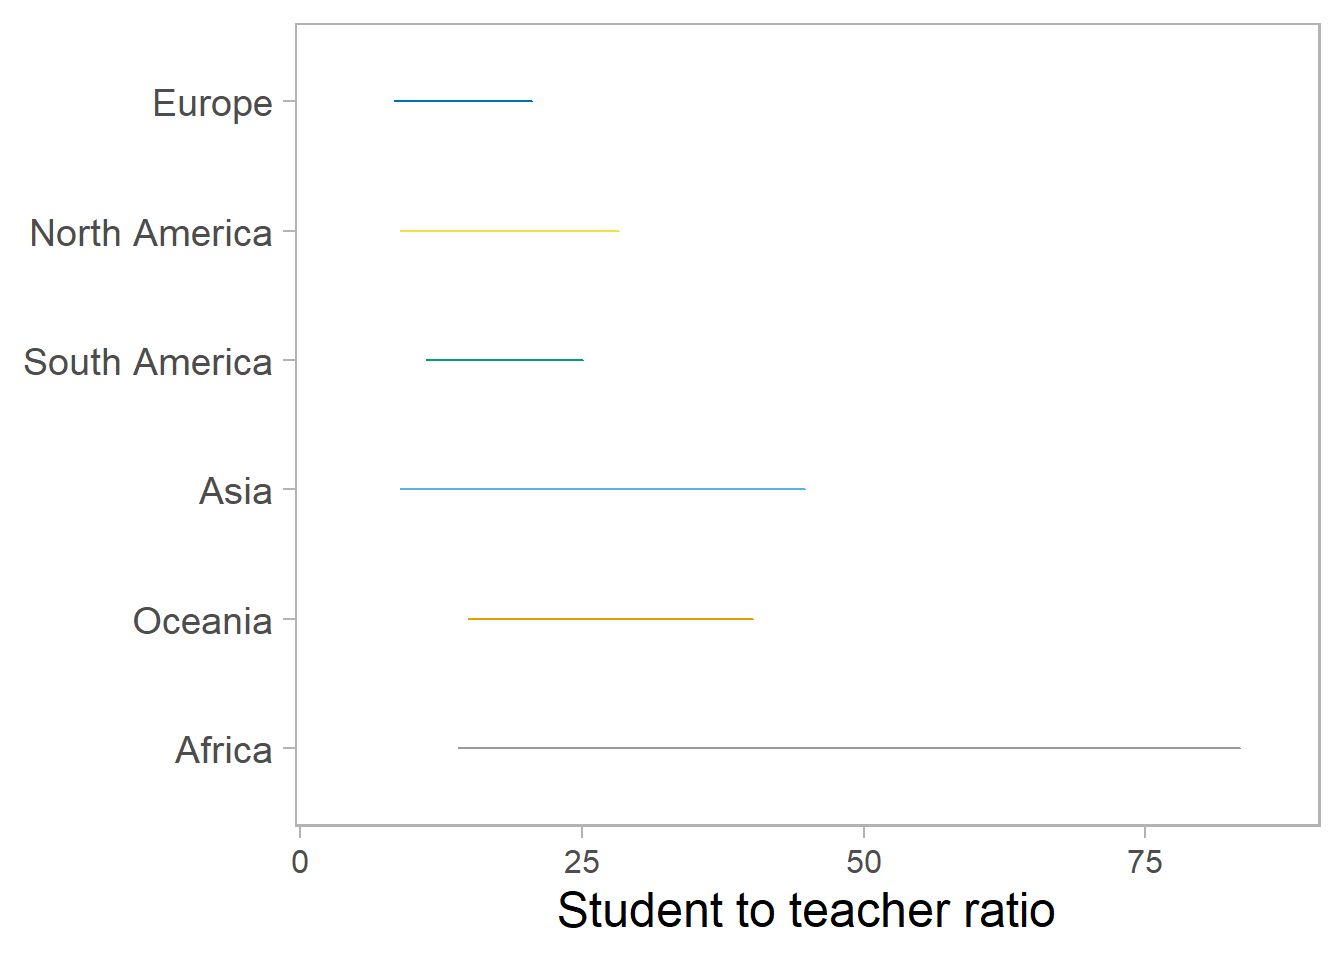 Europe
North America
South America
Asia
Oceania
Africa
0 25 50 75
Student to teacher ratio